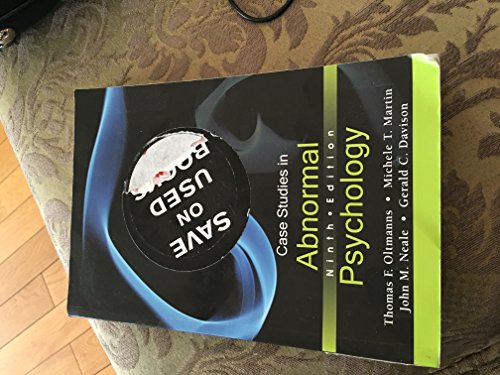 SAVE
ON
USED
BOOKS
Case Studies in
Abnormal
Ninth • Edition
Psychology
Thomas F. Oltmanns • Michele T. Martin
John M. Neale • Gerald C. Davison